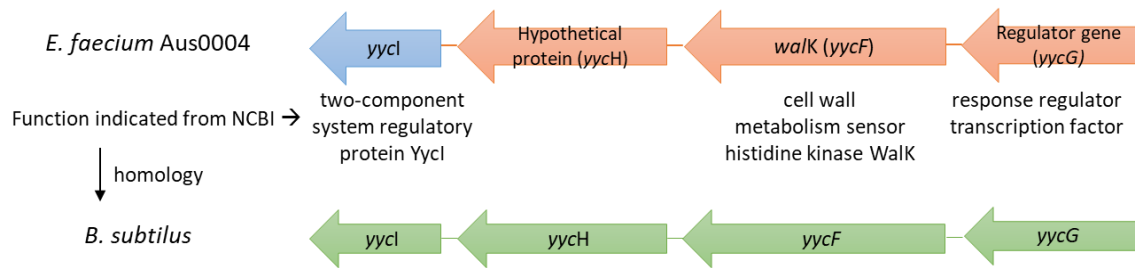 E. faecium Aus0004
yycI
Hypothetical
protein (yycH)
walK (yycF)
Regulator gene
(yycG)
Function indicated from NCBI →
two-component
system regulatory
protein YycI
cell wall
metabolism sensor
histidine kinase WalK
response regulator
transcription factor
homology
B. subtilus
yycI
yycH
yycF
yycG